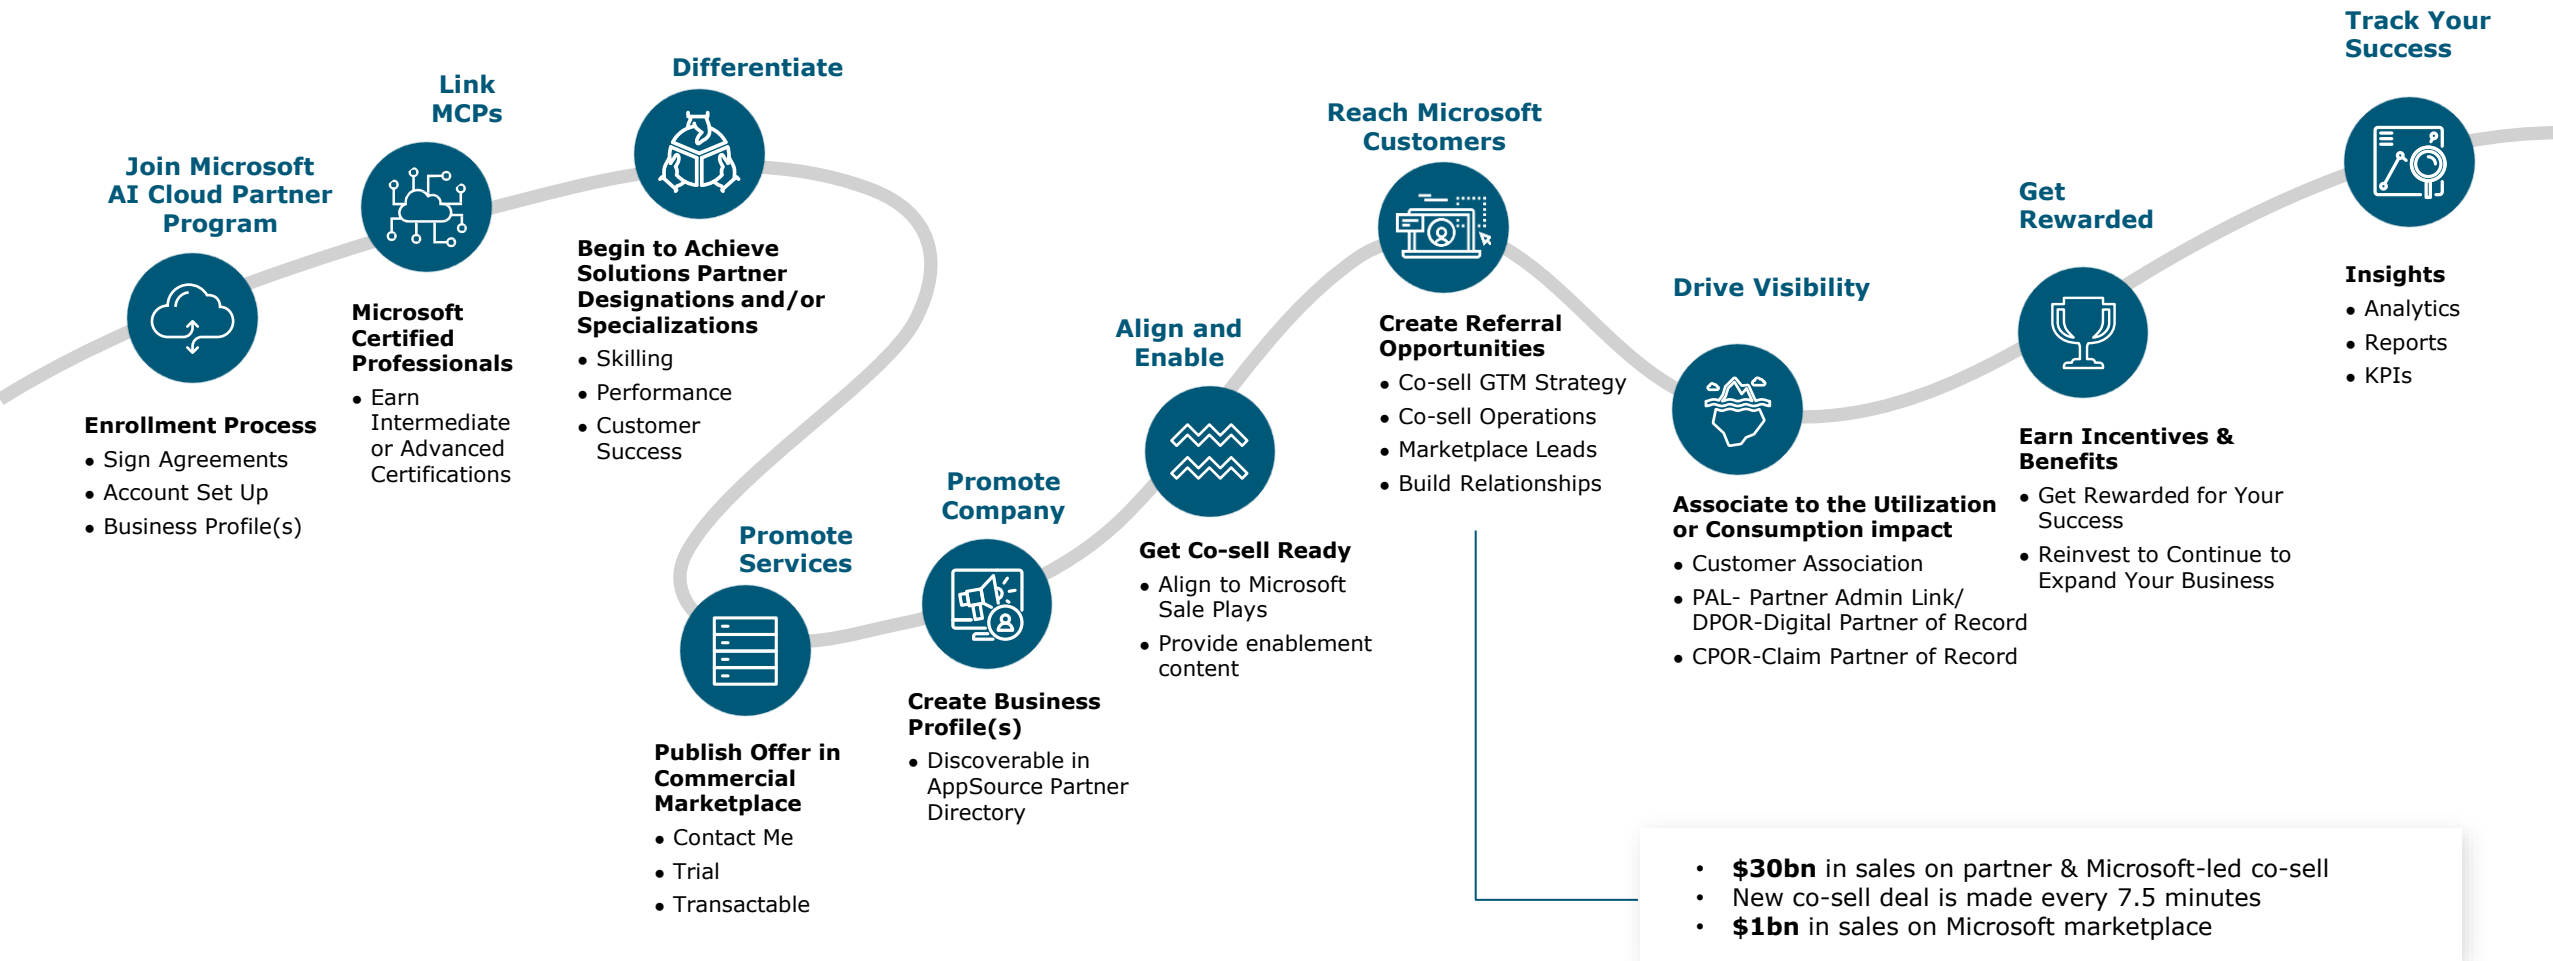 Join Microsoft
AI Cloud Partner
Program
Enrollment Process
• Sign Agreements
• Account Set Up
• Business Profile(s)
Link
MCPs
Microsoft
Certified
Professionals
• Earn
Intermediate
or Advanced
Certifications
Differentiate
Begin to Achieve
Solutions Partner
Designations and/or
Specializations
• Skilling
• Performance
• Customer
Success
Promote
Services
Publish Offer in
Commercial
Marketplace
• Contact Me
• Trial
• Transactable
Promote
Company
Create Business
Profile(s)
• Discoverable in
AppSource Partner
Directory
Align and
Enable
Get Co-sell Ready
• Align to Microsoft
Sale Plays
• Provide enablement
content
Reach Microsoft
Customers
Create Referral
Opportunities
• Co-sell GTM Strategy
• Co-sell Operations
• Marketplace Leads
• Build Relationships
Drive Visibility
Associate to the Utilization
or Consumption impact
• Customer Association
• PAL- Partner Admin Link/
DPOR-Digital Partner of Record
• CPOR-Claim Partner of Record
Get
Rewarded
Earn Incentives &
Benefits
• Get Rewarded for Your
Success
• Reinvest to Continue to
Expand Your Business
Track Your
Success
Insights
• Analytics
• Reports
• KPIs
• $30bn in sales on partner & Microsoft-led co-sell
• New co-sell deal is made every 7.5 minutes
• $1bn in sales on Microsoft marketplace